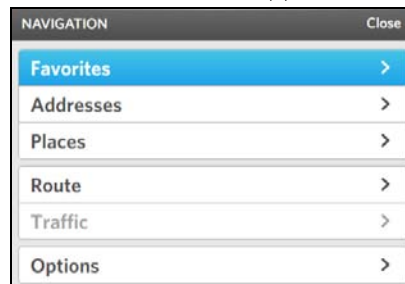 NAVIGATION Close
Favorites
Addresses
Places
Route
Traffic
Options